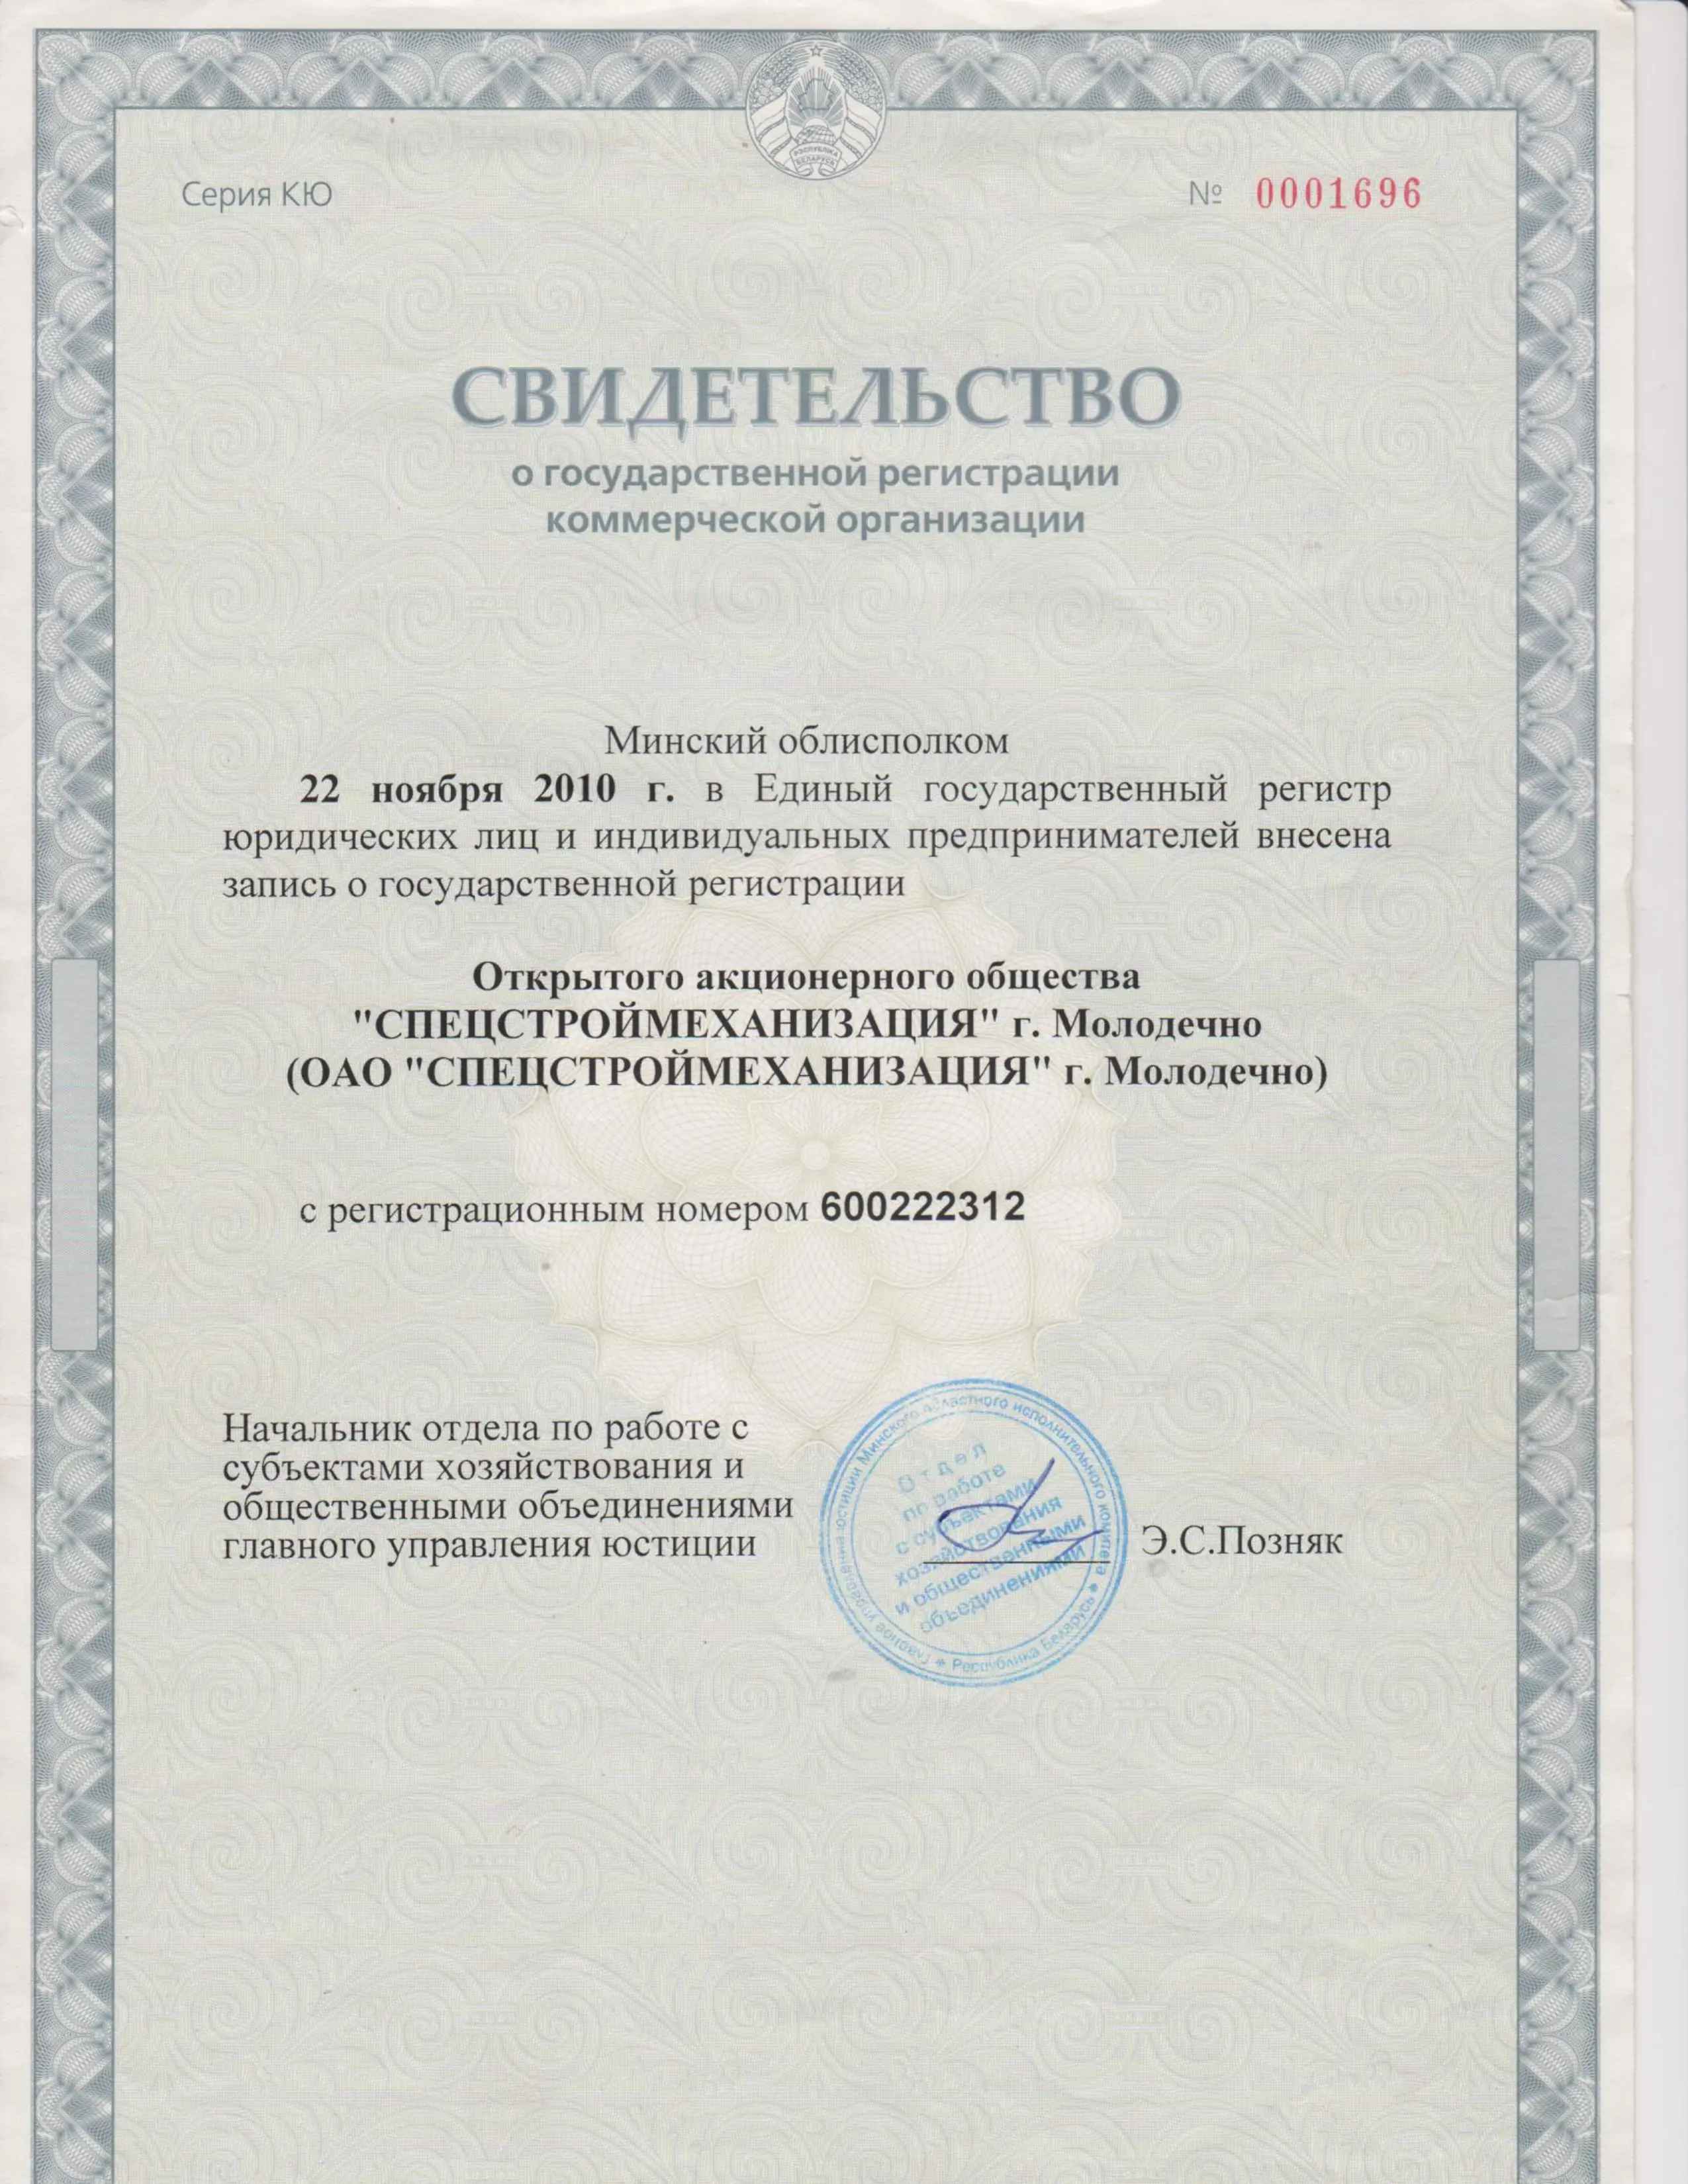 РЭСПУБЛІКА
БЕЛАРУСЬ
Серия КЮ
№ 0001696
СВИДЕТЕЛЬСТВО
о государственной регистрации
коммерческой организации
Минский облисполком
22 ноября 2010 г. в Единый государственный регистр
юридических лиц и индивидуальных предпринимателей внесена
запись о государственной регистрации
Открытого акционерного общества
"СПЕЦСТРОЙМЕХАНИЗАЦИЯ" г. Молодечно
(ОАО "СПЕЦСТРОЙМЕХАНИЗАЦИЯ" г. Молодечно)
с регистрационным номером 600222312
Начальник отдела по работе с
субъектами хозяйствования и
общественными объединениями
главного управления юстиции
Э.С.Позняк
Главное управление юстиции Минского областного исполнительного комитета * Республика Беларусь *
Отдел
по работе
с субъектами
хозяйствования
и общественными
объединениями